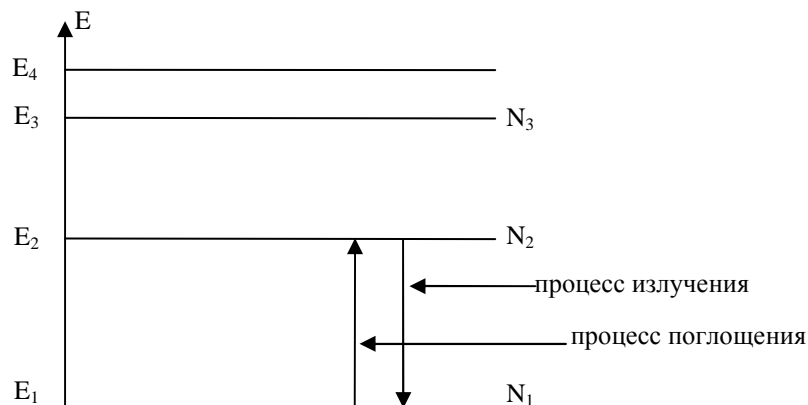 E
E₄
E₃ N₃
E₂ N₂
процесс излучения
процесс поглощения
E₁ N₁